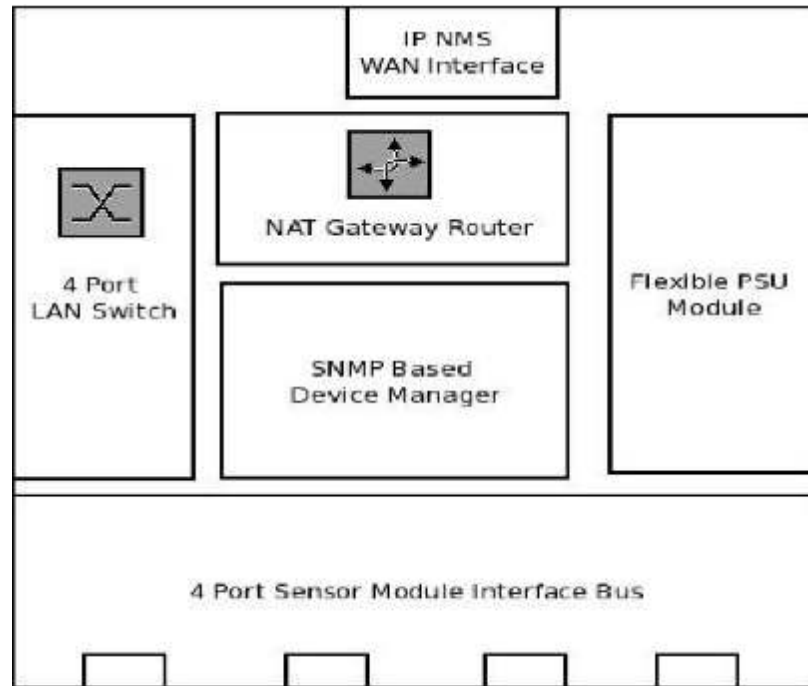 IP NMS
WAN Interface
NAT Gateway Router
4 Port
LAN Switch
Flexible PSU
Module
SNMP Based
Device Manager
4 Port Sensor Module Interface Bus